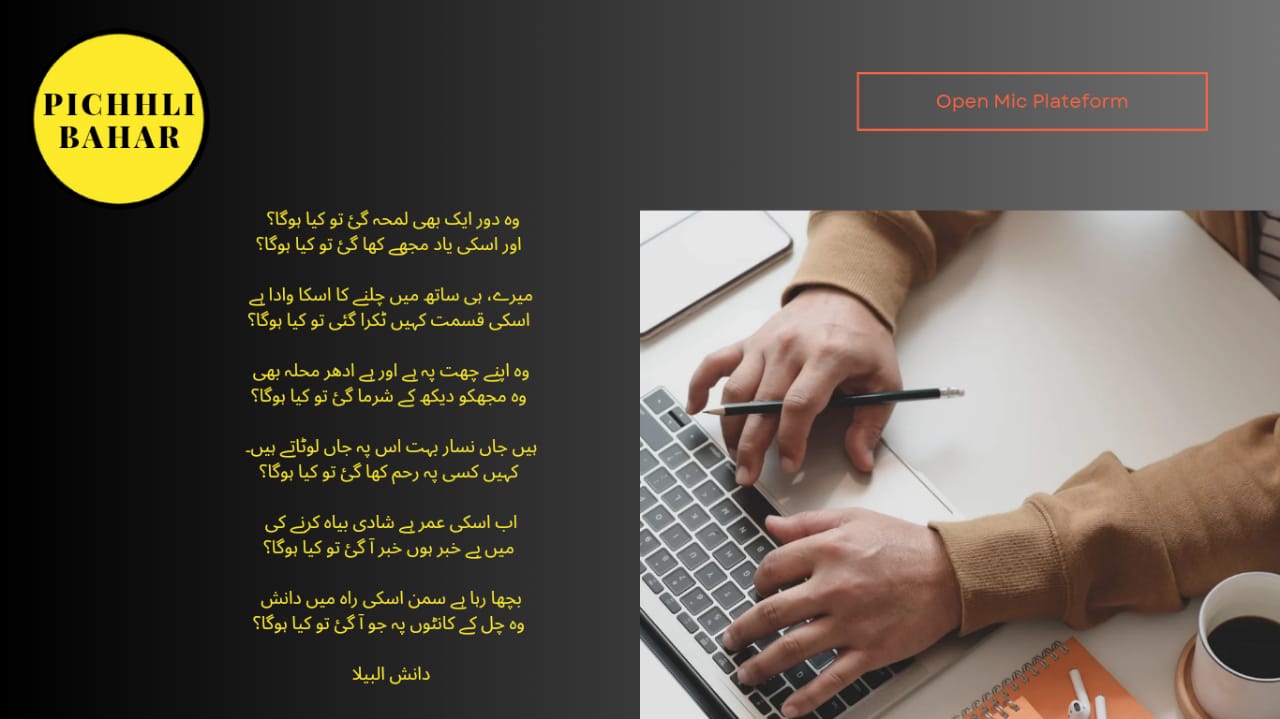 PICHHLI
BAHAR
Open Mic Plateform
وہ دور ایک بھی لمحہ گئ تو کیا ہوگا؟
اور اسکی یاد مجھے کھا گئ تو کیا ہوگا؟
میرے، ہی ساتھ میں چلنے کا اسکا وادا ہے
اسکی قسمت کہیں ٹکرا گئی تو کیا ہوگا؟
وہ اپنے چھت پہ ہے اور ہے ادھر محلہ بھی
وہ مجھکو دیکھ کے شرما گئ تو کیا ہوگا؟
ہیں جاں نسار بہت اس پہ جاں لوٹاتے ہیں۔
کہیں کسی پہ رحم کھا گئ تو کیا ہوگا؟
اب اسکی عمر ہے شادی بیاہ کرنے کی
میں بے خبر ہوں خبر آ گئ تو کیا ہوگا؟
بچھا رہا ہے سمن اسکی راہ میں دانش
وہ چل کے کانٹوں پہ جو آ گئ تو کیا ہوگا؟
دانش البیلا